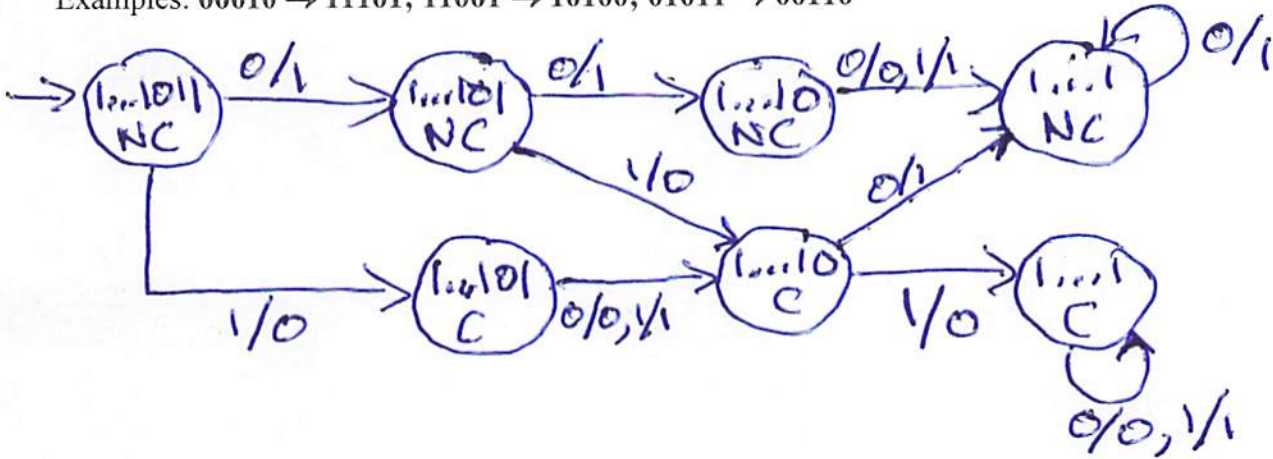 Examples: 00010 → 11101, 11001 → 10100, 01011 → 00110
0/1 0/1 0/0,1/1 0/1
1...1011 1...101 1...10 1...1
NC NC NC NC
1/0 0/1
1...101 1...10 1...1
C C C
1/0 0/0,1/1 1/0
0/0,1/1